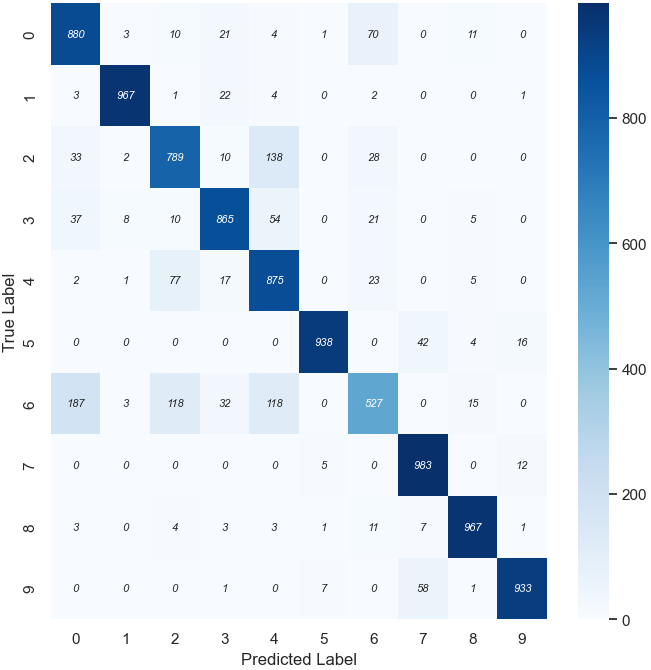 0 880 3 10 21 4 1 70 0 11 0
1 3 967 1 22 4 0 2 0 0 1
2 33 2 789 10 138 0 28 0 0 0
3 37 8 10 865 54 0 21 0 5 0
4 2 1 77 17 875 0 23 0 5 0
5 0 0 0 0 0 938 0 42 4 16
6 187 3 118 32 118 0 527 0 15 0
7 0 0 0 0 0 5 0 983 0 12
8 3 0 4 3 3 1 11 7 967 1
9 0 0 0 1 0 7 0 58 1 933
0 1 2 3 4 5 6 7 8 9
Predicted Label
True Label
800
600
400
200
0